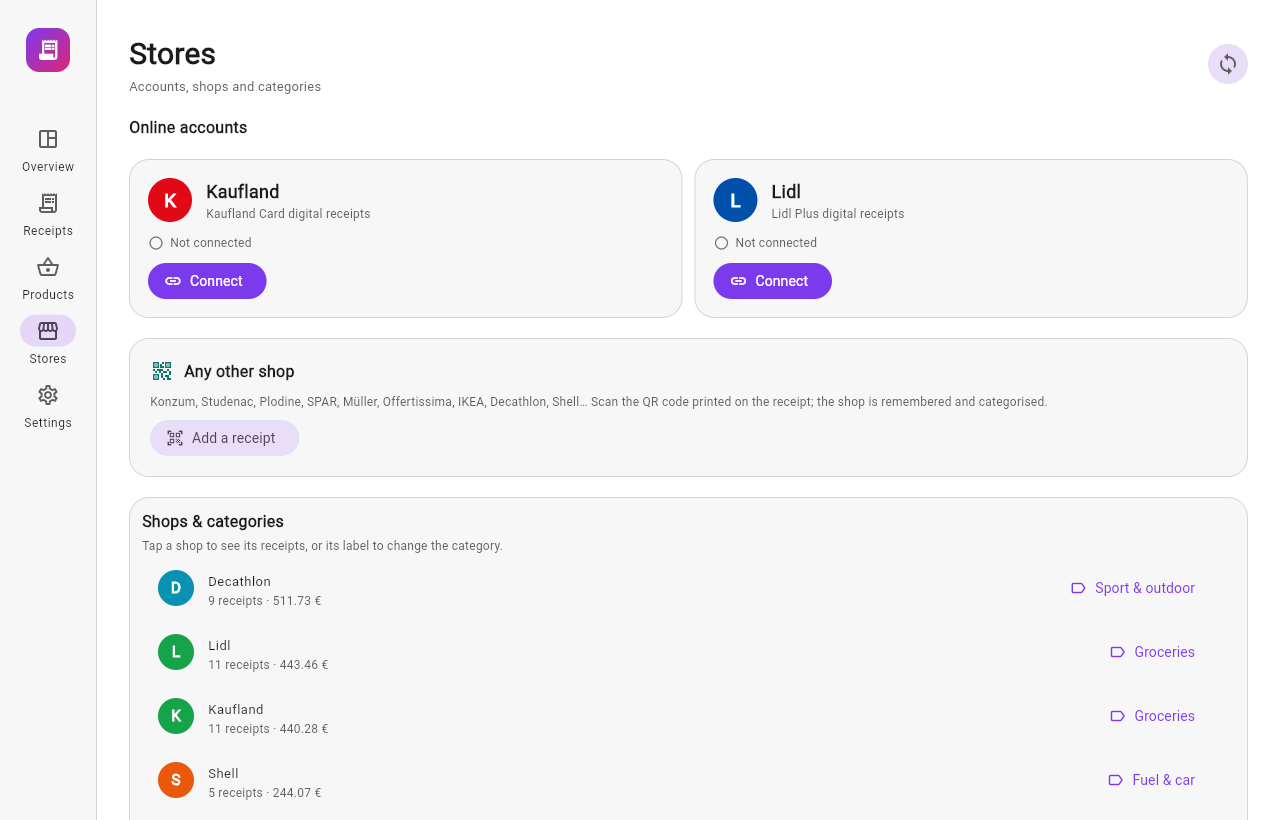 Stores
Accounts, shops and categories
Overview
Receipts
Products
Stores
Settings
Online accounts
K
Kaufland
Kaufland Card digital receipts
Not connected
Connect
L
Lidl
Lidl Plus digital receipts
Not connected
Connect
Any other shop
Konzum, Studenac, Plodine, SPAR, Müller, Offertissima, IKEA, Decathlon, Shell… Scan the QR code printed on the receipt; the shop is remembered and categorised.
Add a receipt
Shops & categories
Tap a shop to see its receipts, or its label to change the category.
D
Decathlon
9 receipts · 511.73 €
Sport & outdoor
L
Lidl
11 receipts · 443.46 €
Groceries
K
Kaufland
11 receipts · 440.28 €
Groceries
S
Shell
5 receipts · 244.07 €
Fuel & car